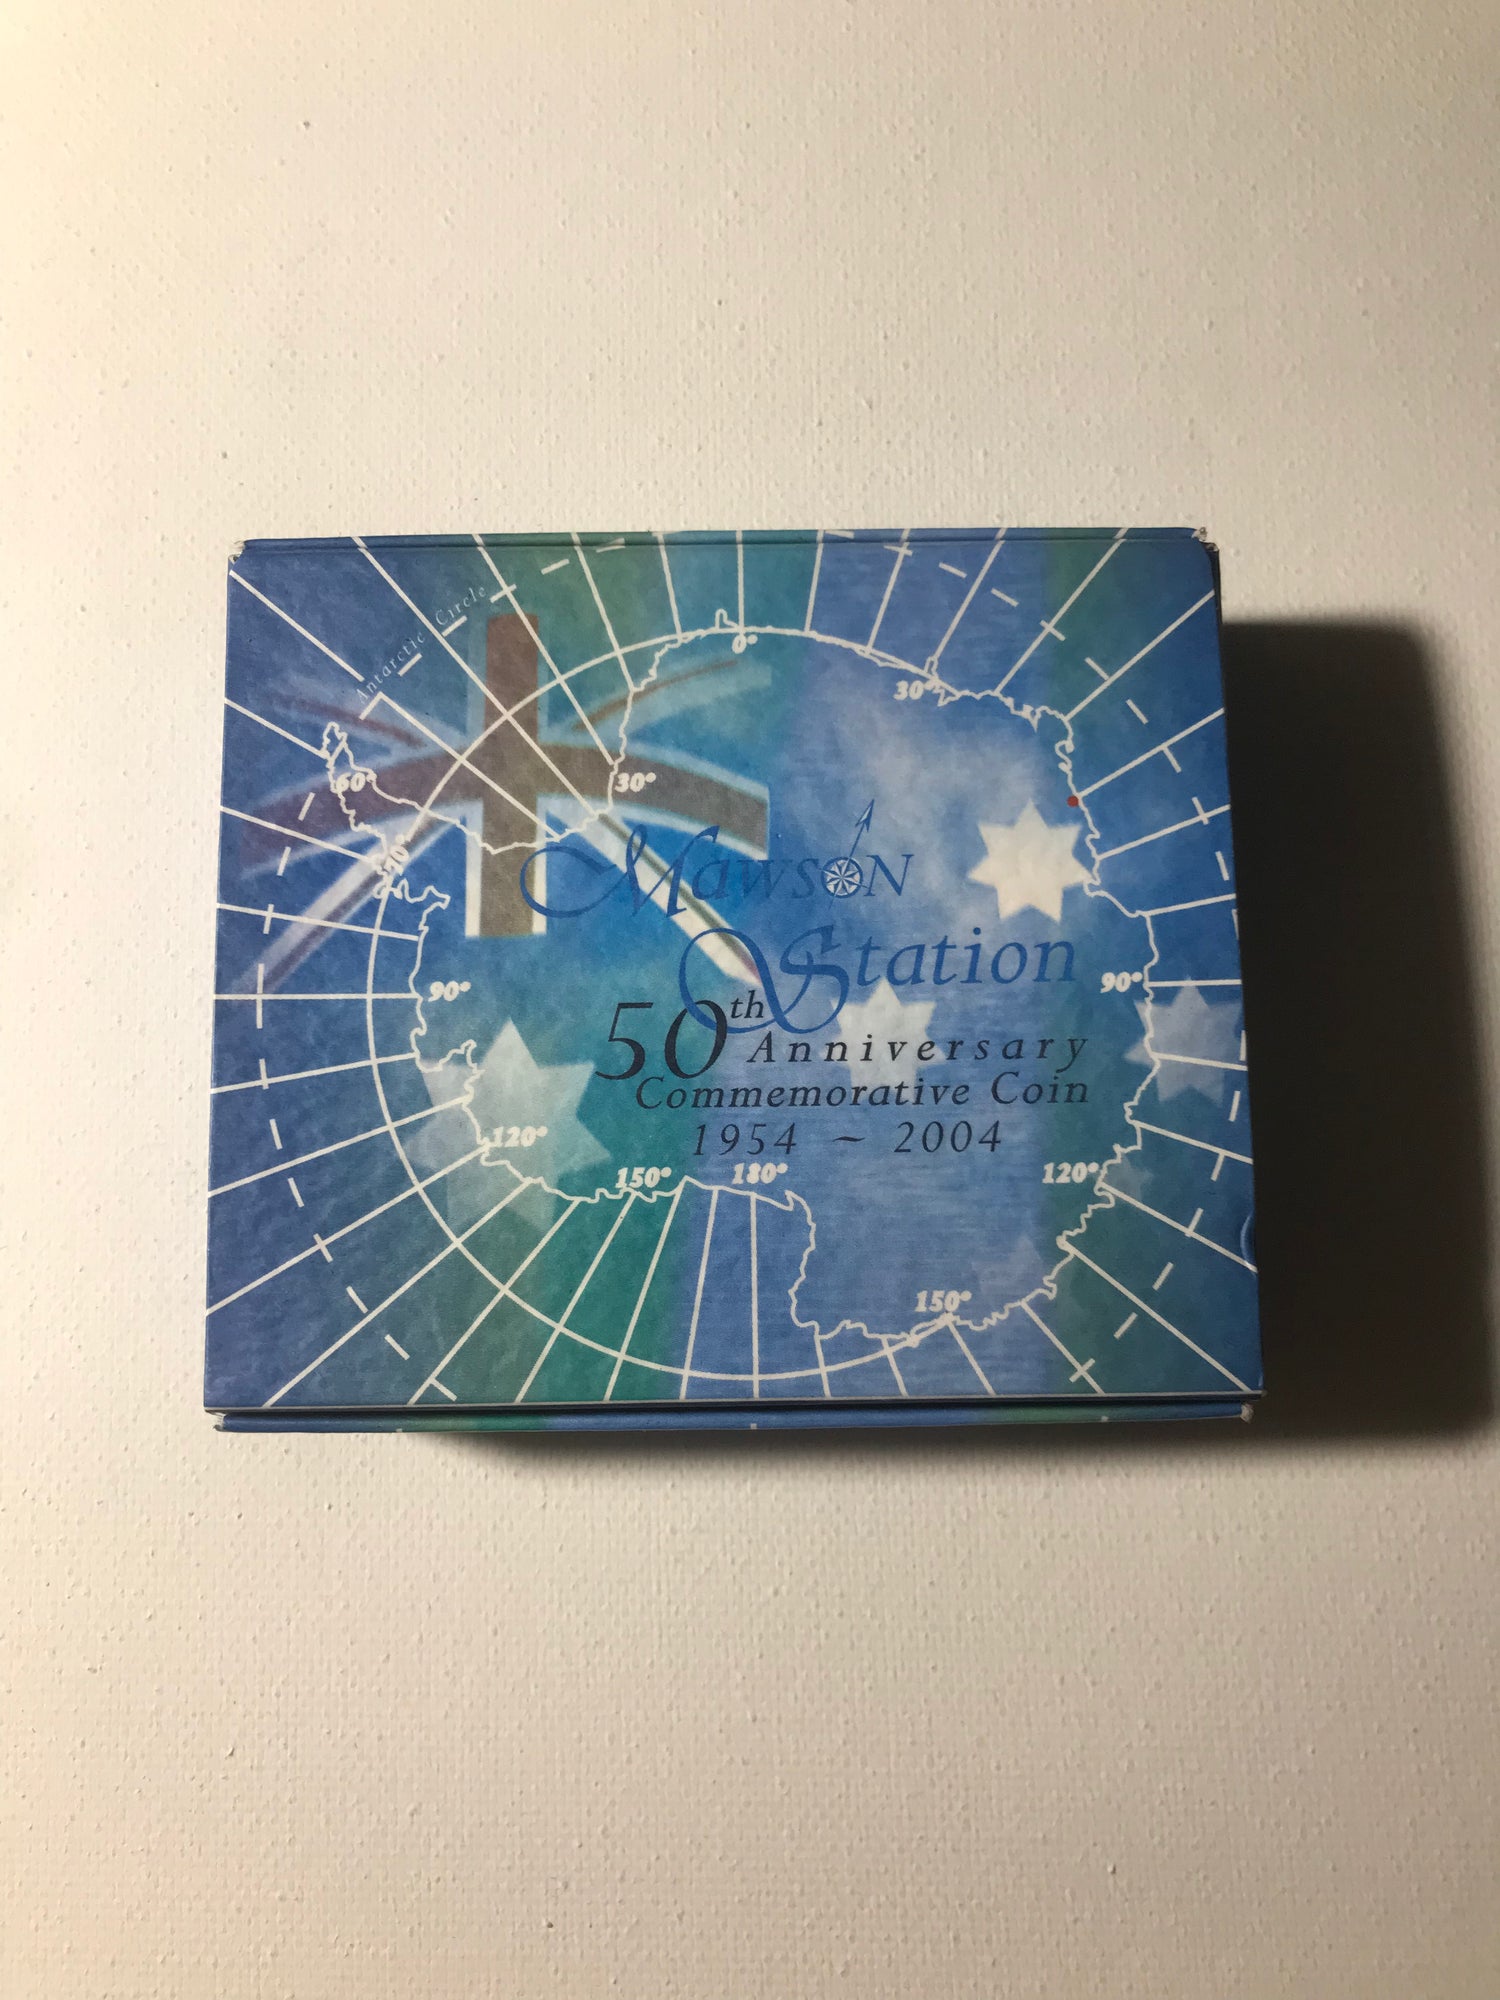 Antarctic Circle
0°
30°
60°
30°
70°
Mawson
Station
90°
90°
50th
Anniversary
Commemorative Coin
1954 ~ 2004
120°
150°
180°
120°
150°